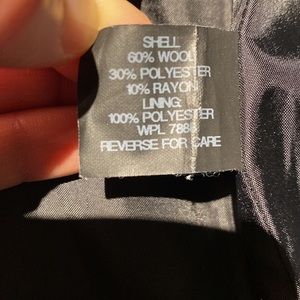 SHELL
60% WOOL
30% POLYESTER
10% RAYON
LINING:
100% POLYESTER
WPL
REVERSE FOR CARE